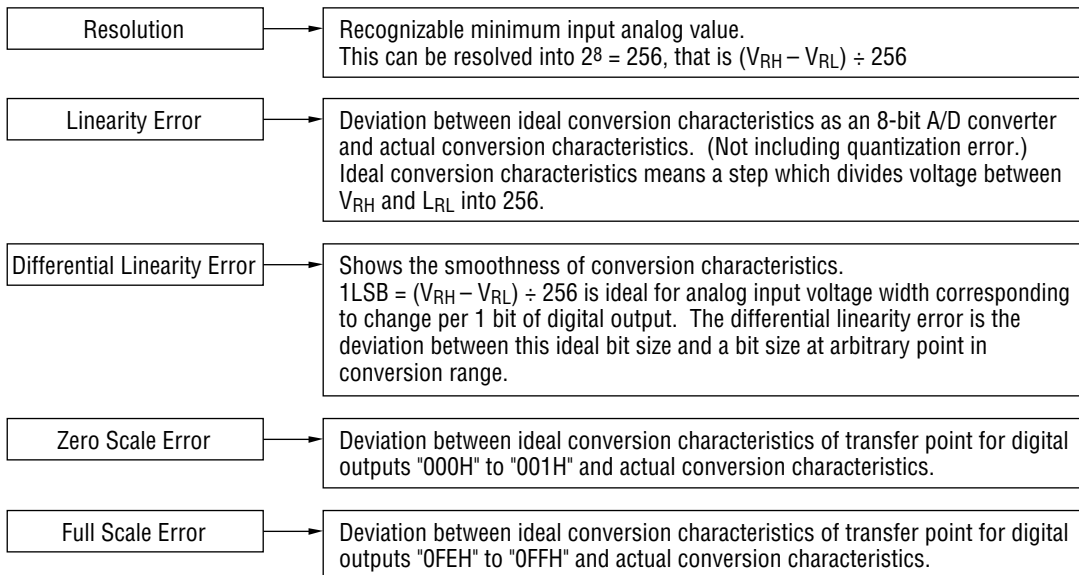 Resolution
Recognizable minimum input analog value.
This can be resolved into 2⁸ = 256, that is (V_RH – V_RL) ÷ 256
Linearity Error
Deviation between ideal conversion characteristics as an 8-bit A/D converter
and actual conversion characteristics. (Not including quantization error.)
Ideal conversion characteristics means a step which divides voltage between
V_RH and L_RL into 256.
Differential Linearity Error
Shows the smoothness of conversion characteristics.
1LSB = (V_RH – V_RL) ÷ 256 is ideal for analog input voltage width corresponding
to change per 1 bit of digital output. The differential linearity error is the
deviation between this ideal bit size and a bit size at arbitrary point in
conversion range.
Zero Scale Error
Deviation between ideal conversion characteristics of transfer point for digital
outputs "000H" to "001H" and actual conversion characteristics.
Full Scale Error
Deviation between ideal conversion characteristics of transfer point for digital
outputs "0FEH" to "0FFH" and actual conversion characteristics.